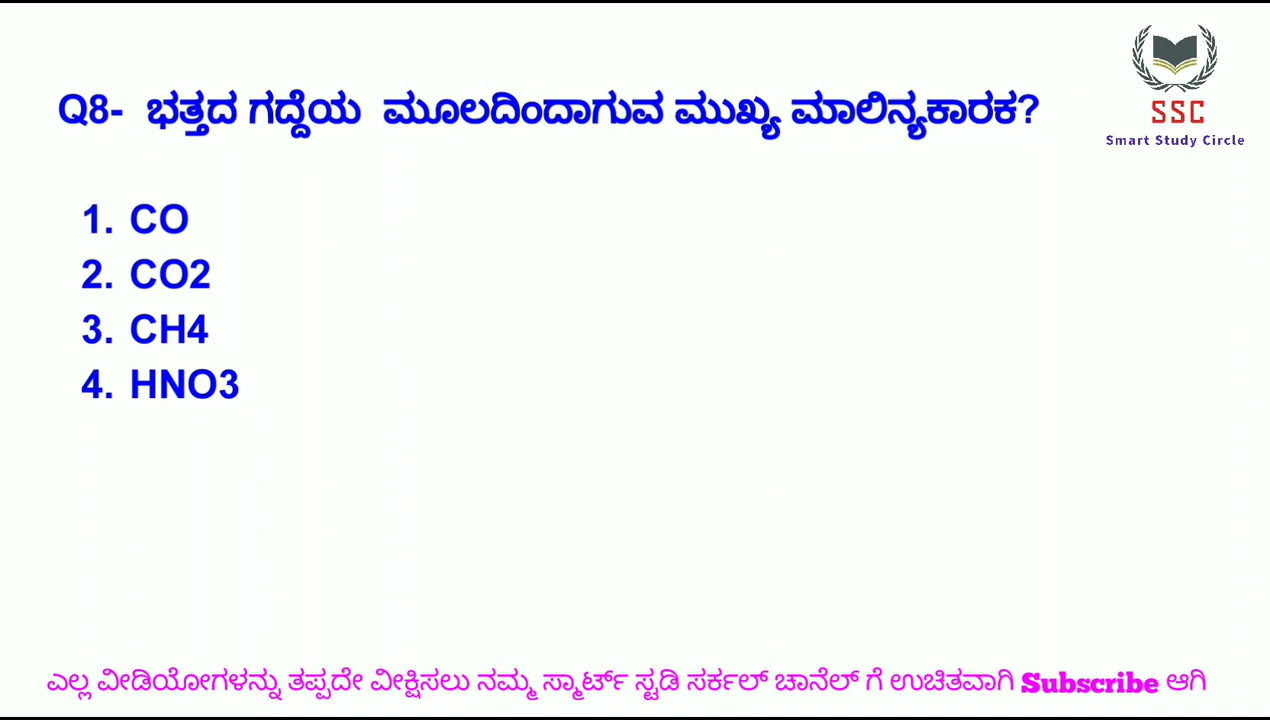 SSC
Smart Study Circle
Q8- ಭತ್ತದ ಗದ್ದೆಯ ಮೂಲದಿಂದಾಗುವ ಮುಖ್ಯ ಮಾಲಿನ್ಯಕಾರಕ?
1. CO
2. CO2
3. CH4
4. HNO3
ಎಲ್ಲ ವೀಡಿಯೋಗಳನ್ನು ತಪ್ಪದೇ ವೀಕ್ಷಿಸಲು ನಮ್ಮ ಸ್ಮಾರ್ಟ್ ಸ್ಟಡಿ ಸರ್ಕಲ್ ಚಾನೆಲ್ ಗೆ ಉಚಿತವಾಗಿ Subscribe ಆಗಿ